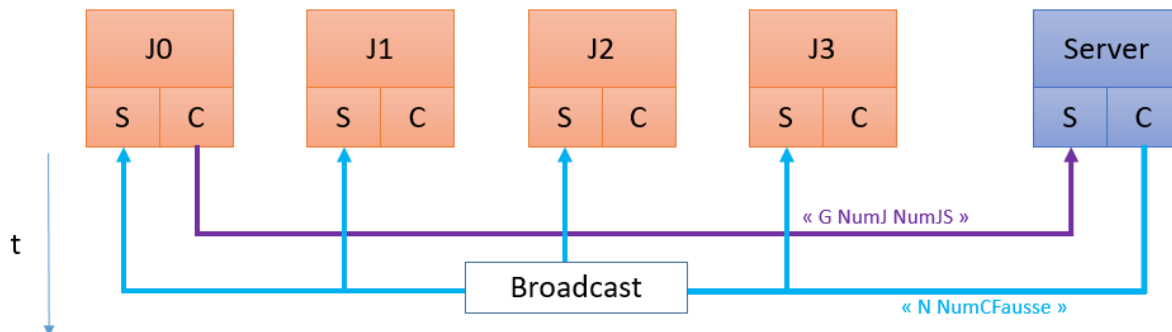 J0 J1 J2 J3 Server
S C S C S C S C S C
« G NumJ NumJS »
t
Broadcast
« N NumCFausse »